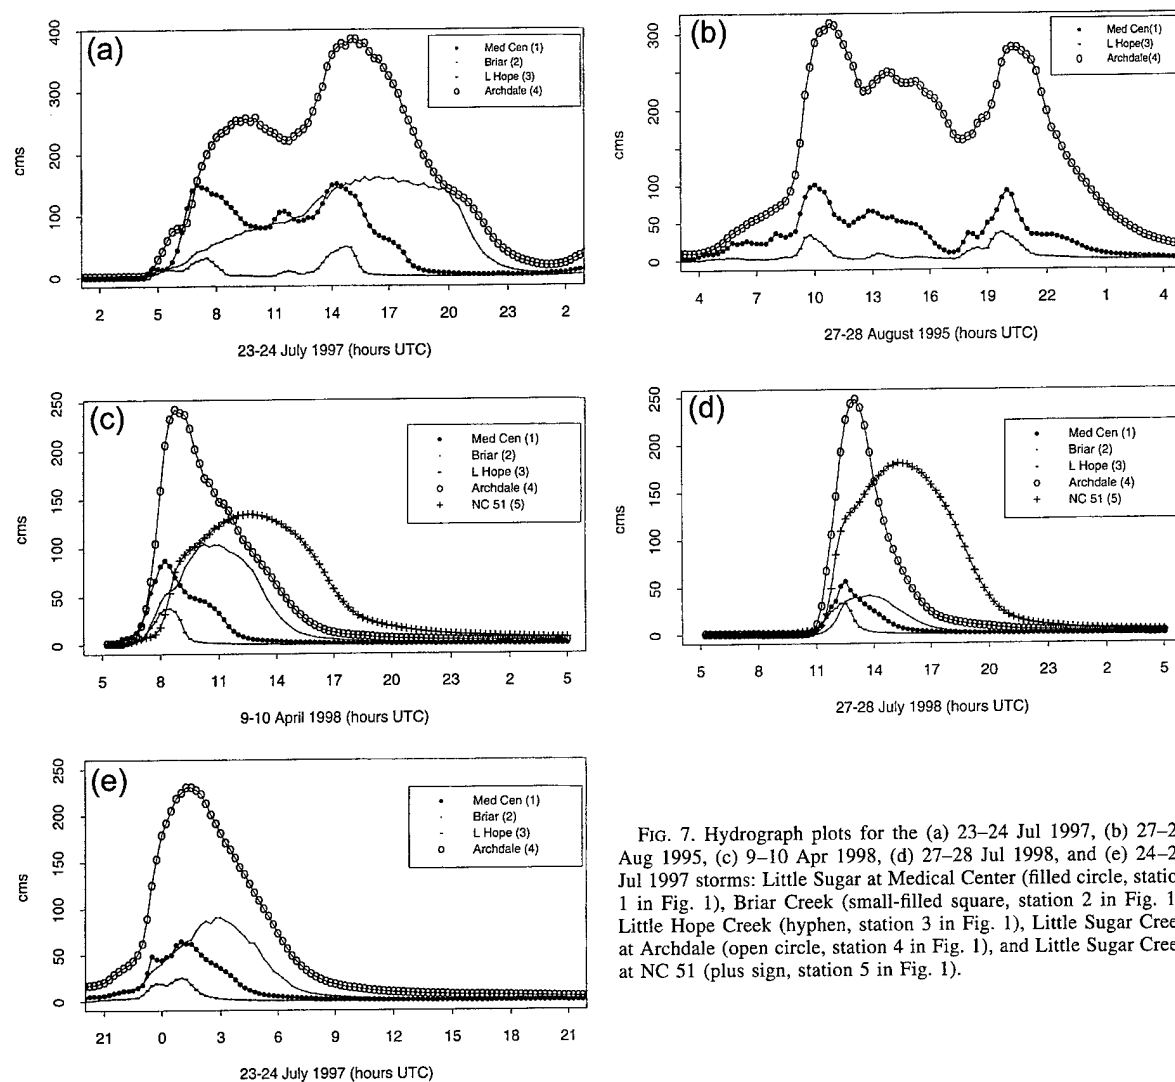 (a)
Med Cen (1)
Briar (2)
L Hope (3)
Archdale (4)
cms
400
300
200
100
0
2 5 8 11 14 17 20 23 2
23-24 July 1997 (hours UTC)
(b)
Med Cen(1)
L Hope(3)
Archdale(4)
cms
300
200
100
50
0
4 7 10 13 16 19 22 1 4
27-28 August 1995 (hours UTC)
(c)
Med Cen (1)
Briar (2)
L Hope (3)
Archdale (4)
NC 51 (5)
cms
250
200
150
100
50
0
5 8 11 14 17 20 23 2 5
9-10 April 1998 (hours UTC)
(d)
Med Cen (1)
Briar (2)
L Hope (3)
Archdale (4)
NC 51 (5)
cms
250
200
150
100
50
0
5 8 11 14 17 20 23 2 5
27-28 July 1998 (hours UTC)
(e)
Med Cen (1)
Briar (2)
L Hope (3)
Archdale (4)
cms
250
200
150
100
50
0
21 0 3 6 9 12 15 18 21
23-24 July 1997 (hours UTC)
FIG. 7. Hydrograph plots for the (a) 23–24 Jul 1997, (b) 27–2
Aug 1995, (c) 9–10 Apr 1998, (d) 27–28 Jul 1998, and (e) 24–2
Jul 1997 storms: Little Sugar at Medical Center (filled circle, statio
1 in Fig. 1), Briar Creek (small-filled square, station 2 in Fig. 1
Little Hope Creek (hyphen, station 3 in Fig. 1), Little Sugar Cree
at Archdale (open circle, station 4 in Fig. 1), and Little Sugar Cree
at NC 51 (plus sign, station 5 in Fig. 1).